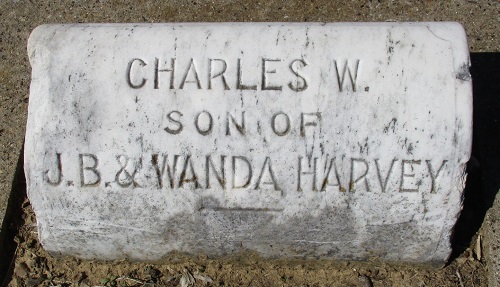 CHARLES W.
SON OF
J.B. & WANDA HARVEY